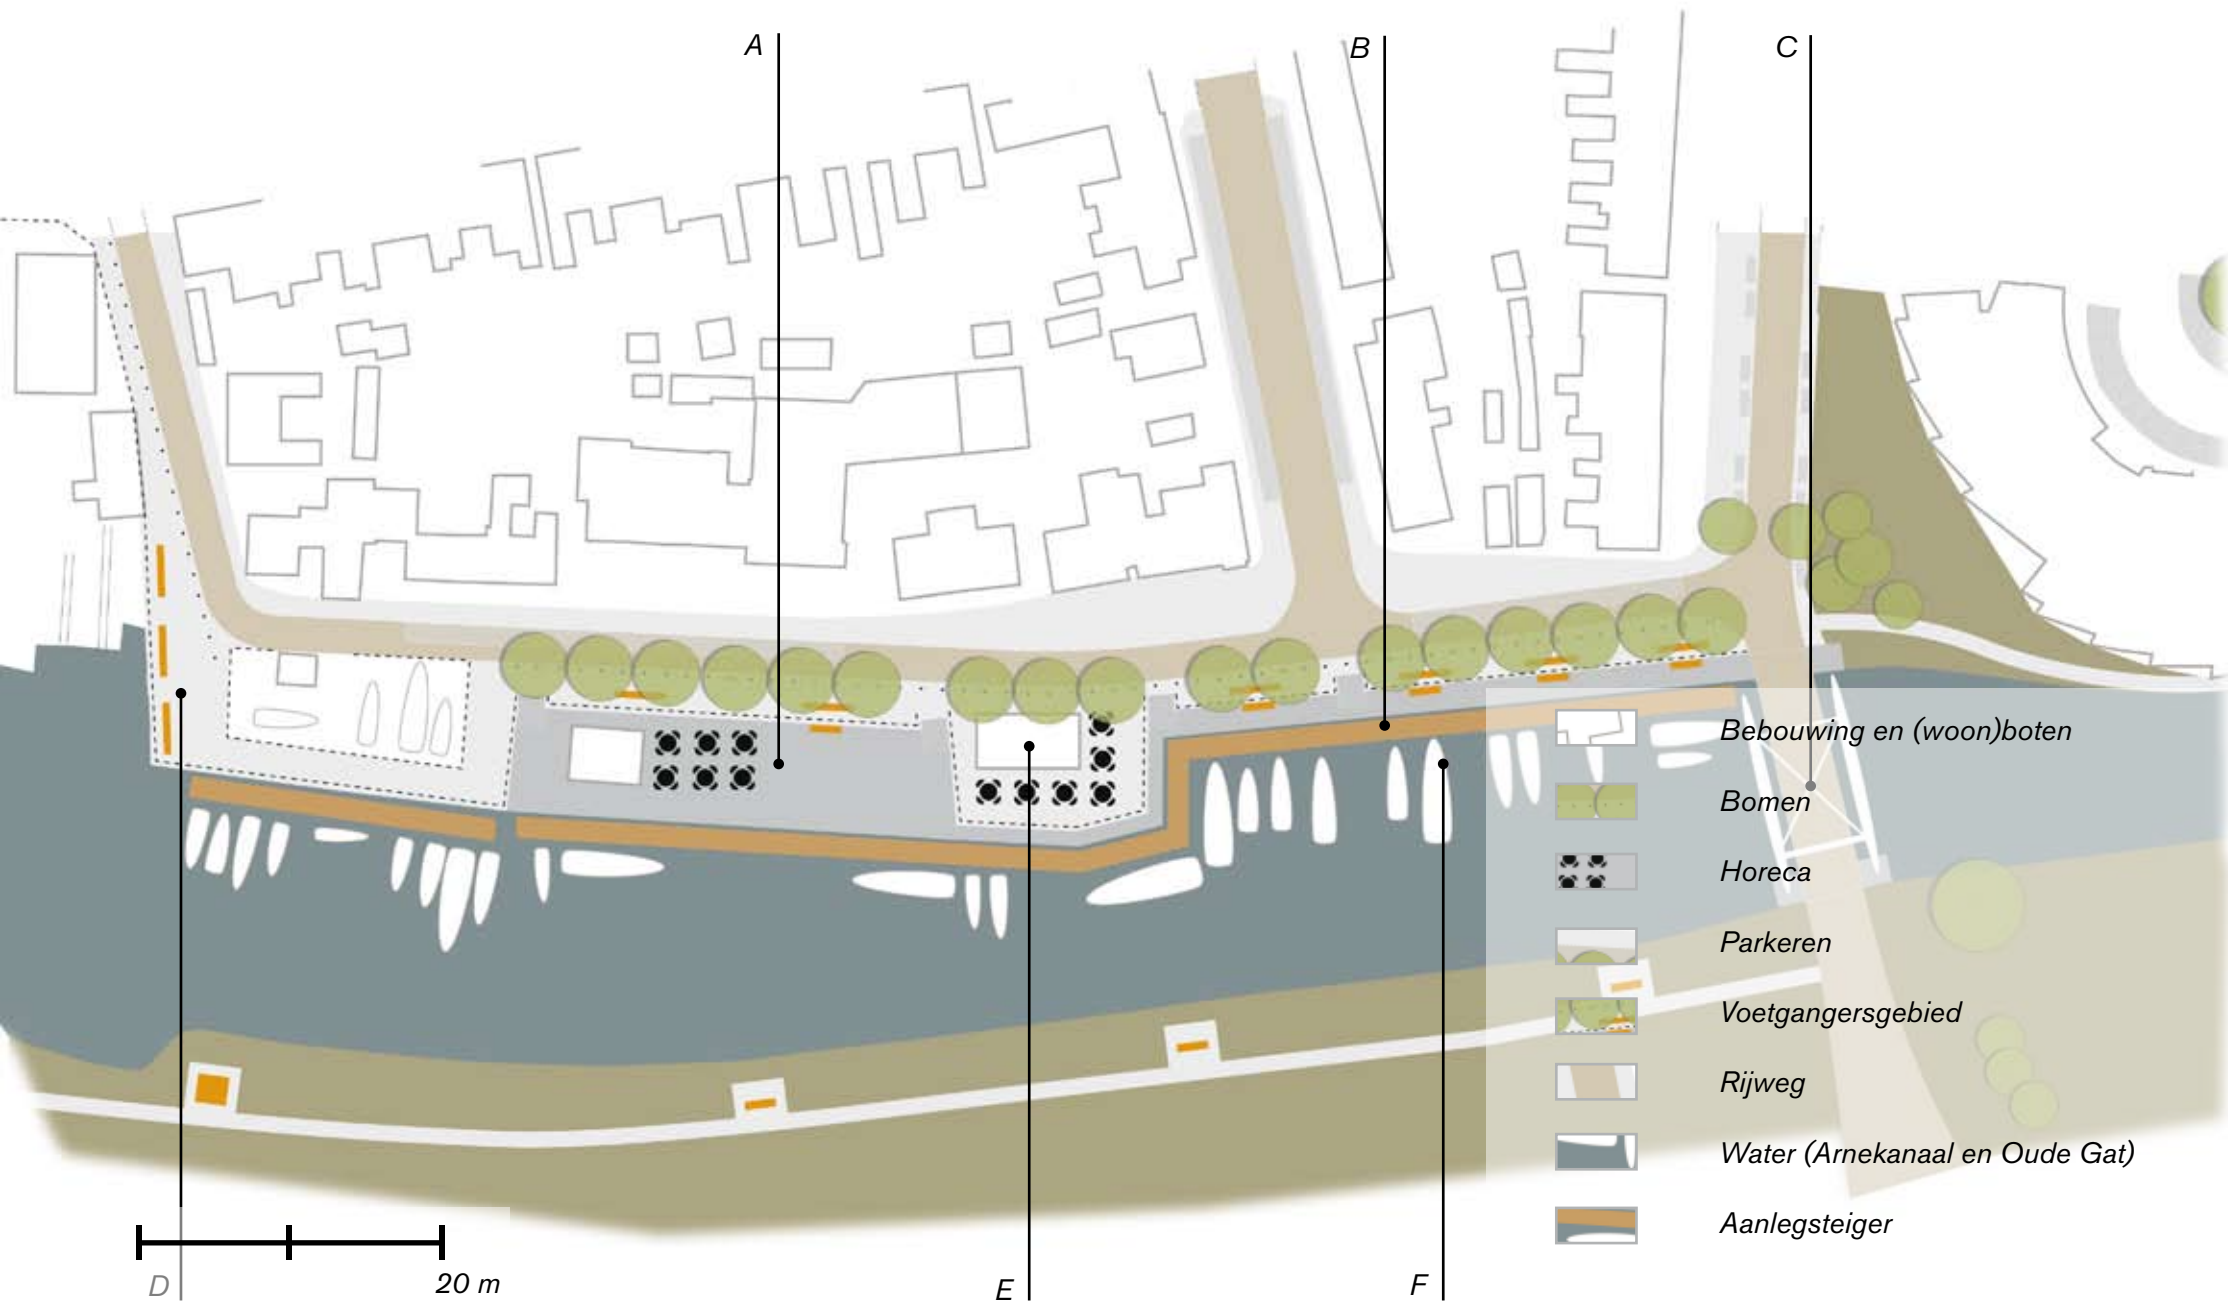 A
B
C
Bebouwing en (woon)boten
Bomen
Horeca
Parkeren
Voetgangersgebied
Rijweg
Water (Arnekanaal en Oude Gat)
Aanlegsteiger
D
20 m
E
F